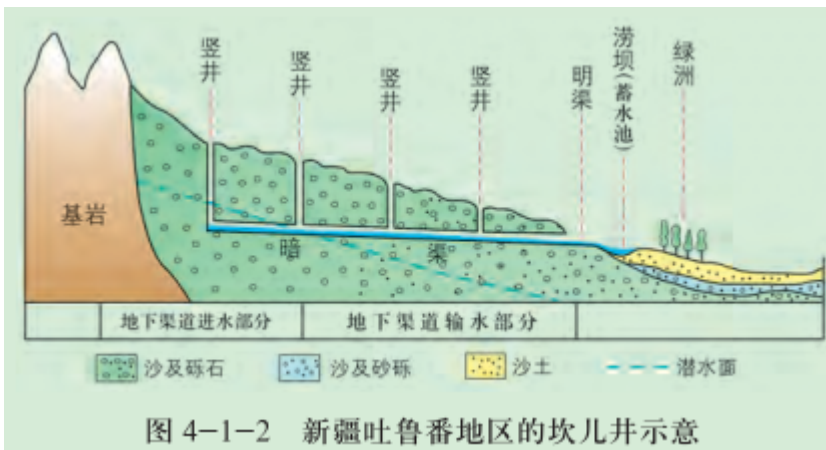 竖井
竖井
竖井
竖井
明渠
涝坝(蓄水池)
绿洲
基岩
暗渠
地下渠道进水部分
地下渠道输水部分
沙及砾石
沙及砂砾
沙土
潜水面
图 4-1-2 新疆吐鲁番地区的坎儿井示意